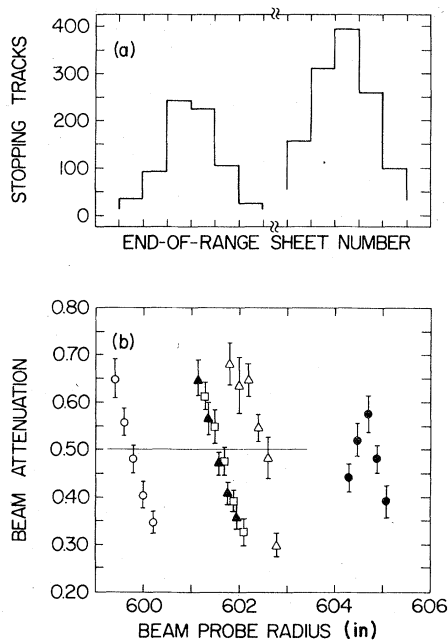 400
(a)
300
200
100
0
STOPPING TRACKS
END-OF-RANGE SHEET NUMBER
0.80
(b)
0.70
0.60
0.50
0.40
0.30
0.20
BEAM ATTENUATION
600 602 604 606
BEAM PROBE RADIUS (in)